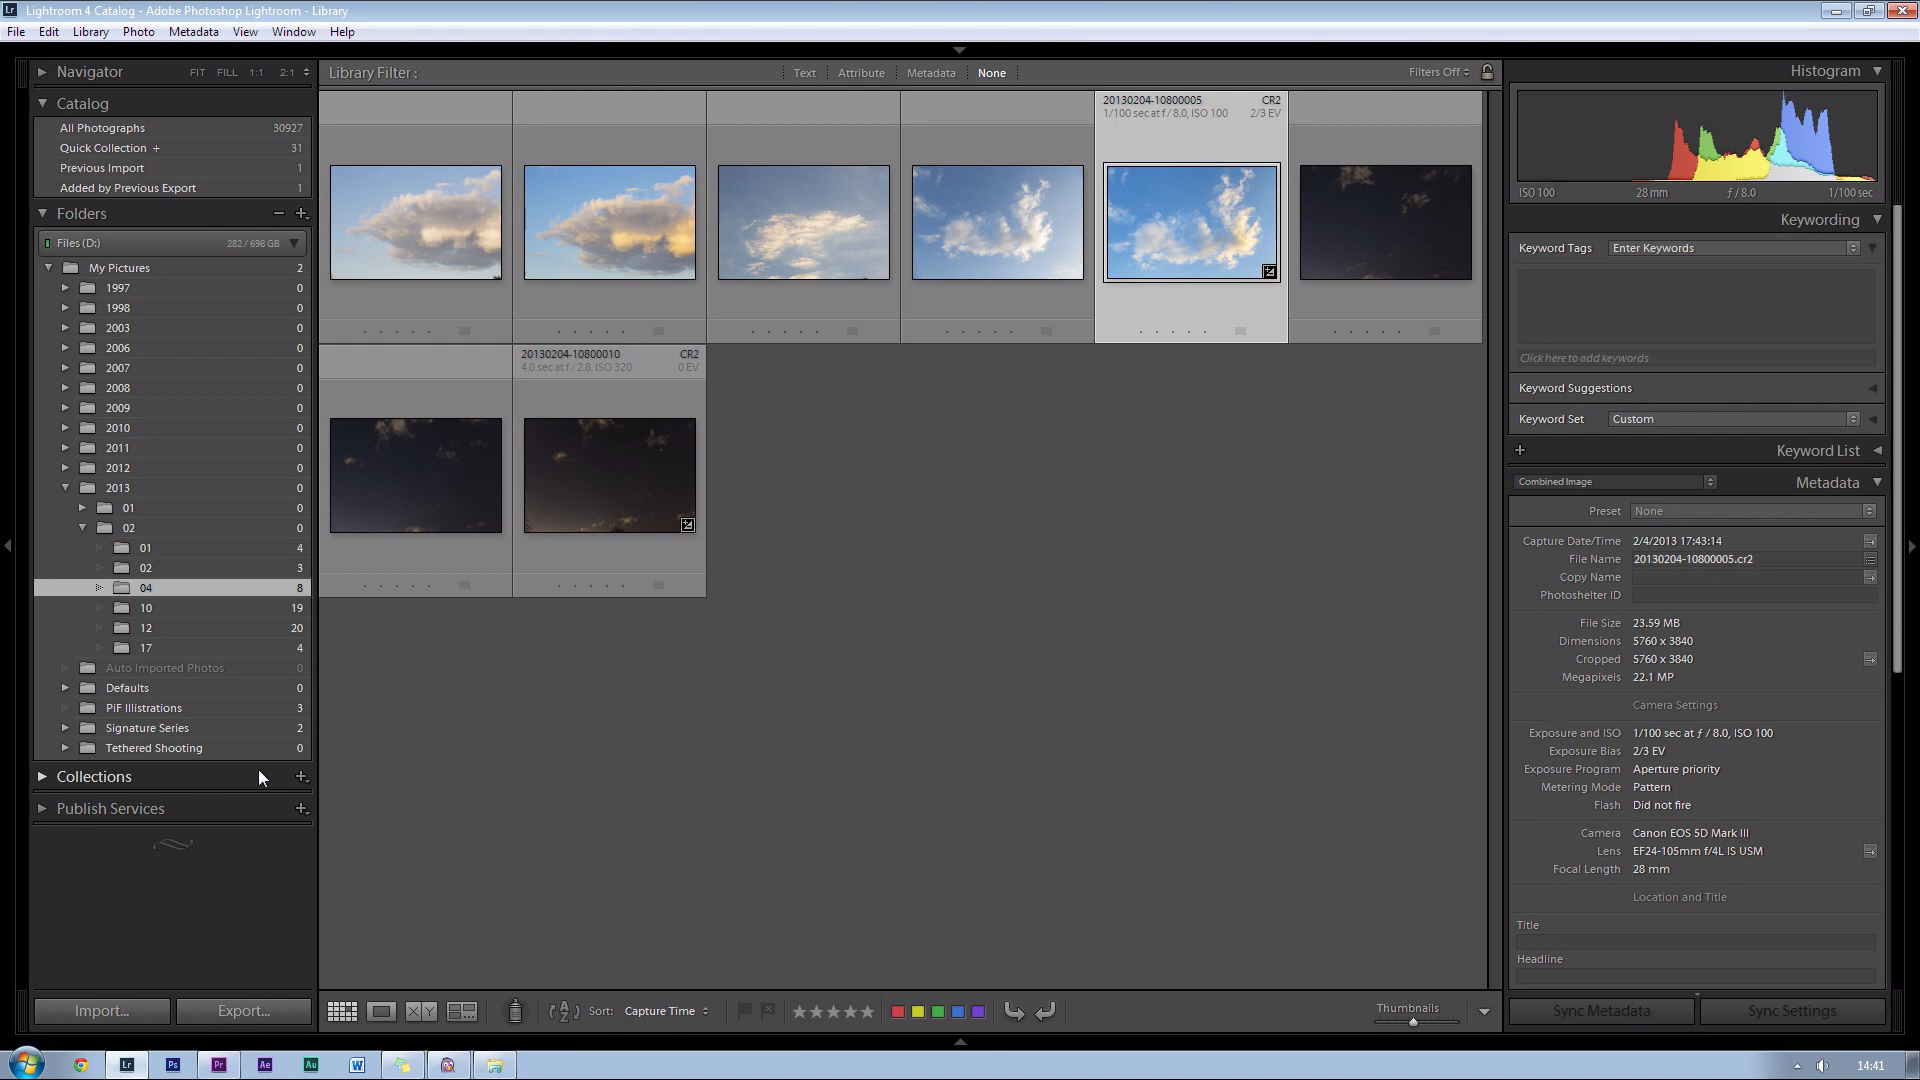 Lightroom 4 Catalog - Adobe Photoshop Lightroom - Library
File Edit Library Photo Metadata View Window Help
Navigator FIT FILL 1:1 2:1
Catalog
All Photographs 30927
Quick Collection + 31
Previous Import 1
Added by Previous Export 1
Folders
Files (D:) 282 / 698 GB
My Pictures 2
1997 0
1998 0
2003 0
2006 0
2007 0
2008 0
2009 0
2010 0
2011 0
2012 0
2013 0
01 0
02 0
01 4
02 3
04 8
10 19
12 20
17 4
Auto Imported Photos 0
Defaults 0
PiF Illistrations 3
Signature Series 2
Tethered Shooting 0
Collections
Publish Services
Import... Export...
Library Filter : Text Attribute Metadata None Filters Off
20130204-10800005 CR2
1/100 sec at f / 8.0, ISO 100 2/3 EV
20130204-10800010 CR2
4.0 sec at f / 2.8, ISO 320 0 EV
Sort: Capture Time
Thumbnails
Histogram
ISO 100 28 mm ƒ / 8.0 1/100 sec
Keywording
Keyword Tags Enter Keywords
Click here to add keywords
Keyword Suggestions
Keyword Set Custom
Keyword List
Combined Image Metadata
Preset None
Capture Date/Time 2/4/2013 17:43:14
File Name 20130204-10800005.cr2
Copy Name
Photoshelter ID
File Size 23.59 MB
Dimensions 5760 x 3840
Cropped 5760 x 3840
Megapixels 22.1 MP
Camera Settings
Exposure and ISO 1/100 sec at ƒ / 8.0, ISO 100
Exposure Bias 2/3 EV
Exposure Program Aperture priority
Metering Mode Pattern
Flash Did not fire
Camera Canon EOS 5D Mark III
Lens EF24-105mm f/4L IS USM
Focal Length 28 mm
Location and Title
Title
Headline
Sync Metadata Sync Settings
Lr Ps Pr Ae Au W
14:41